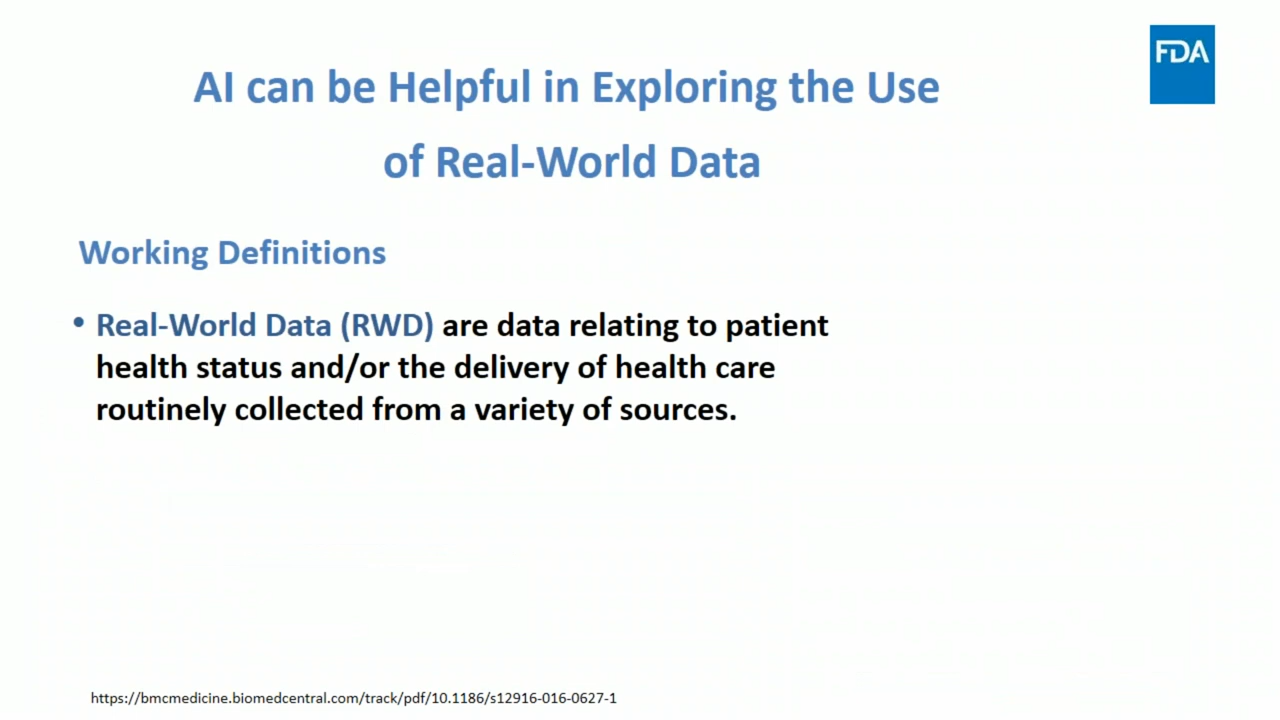 FDA
AI can be Helpful in Exploring the Use
of Real-World Data
Working Definitions
• Real-World Data (RWD) are data relating to patient
health status and/or the delivery of health care
routinely collected from a variety of sources.
https://bmcmedicine.biomedcentral.com/track/pdf/10.1186/s12916-016-0627-1